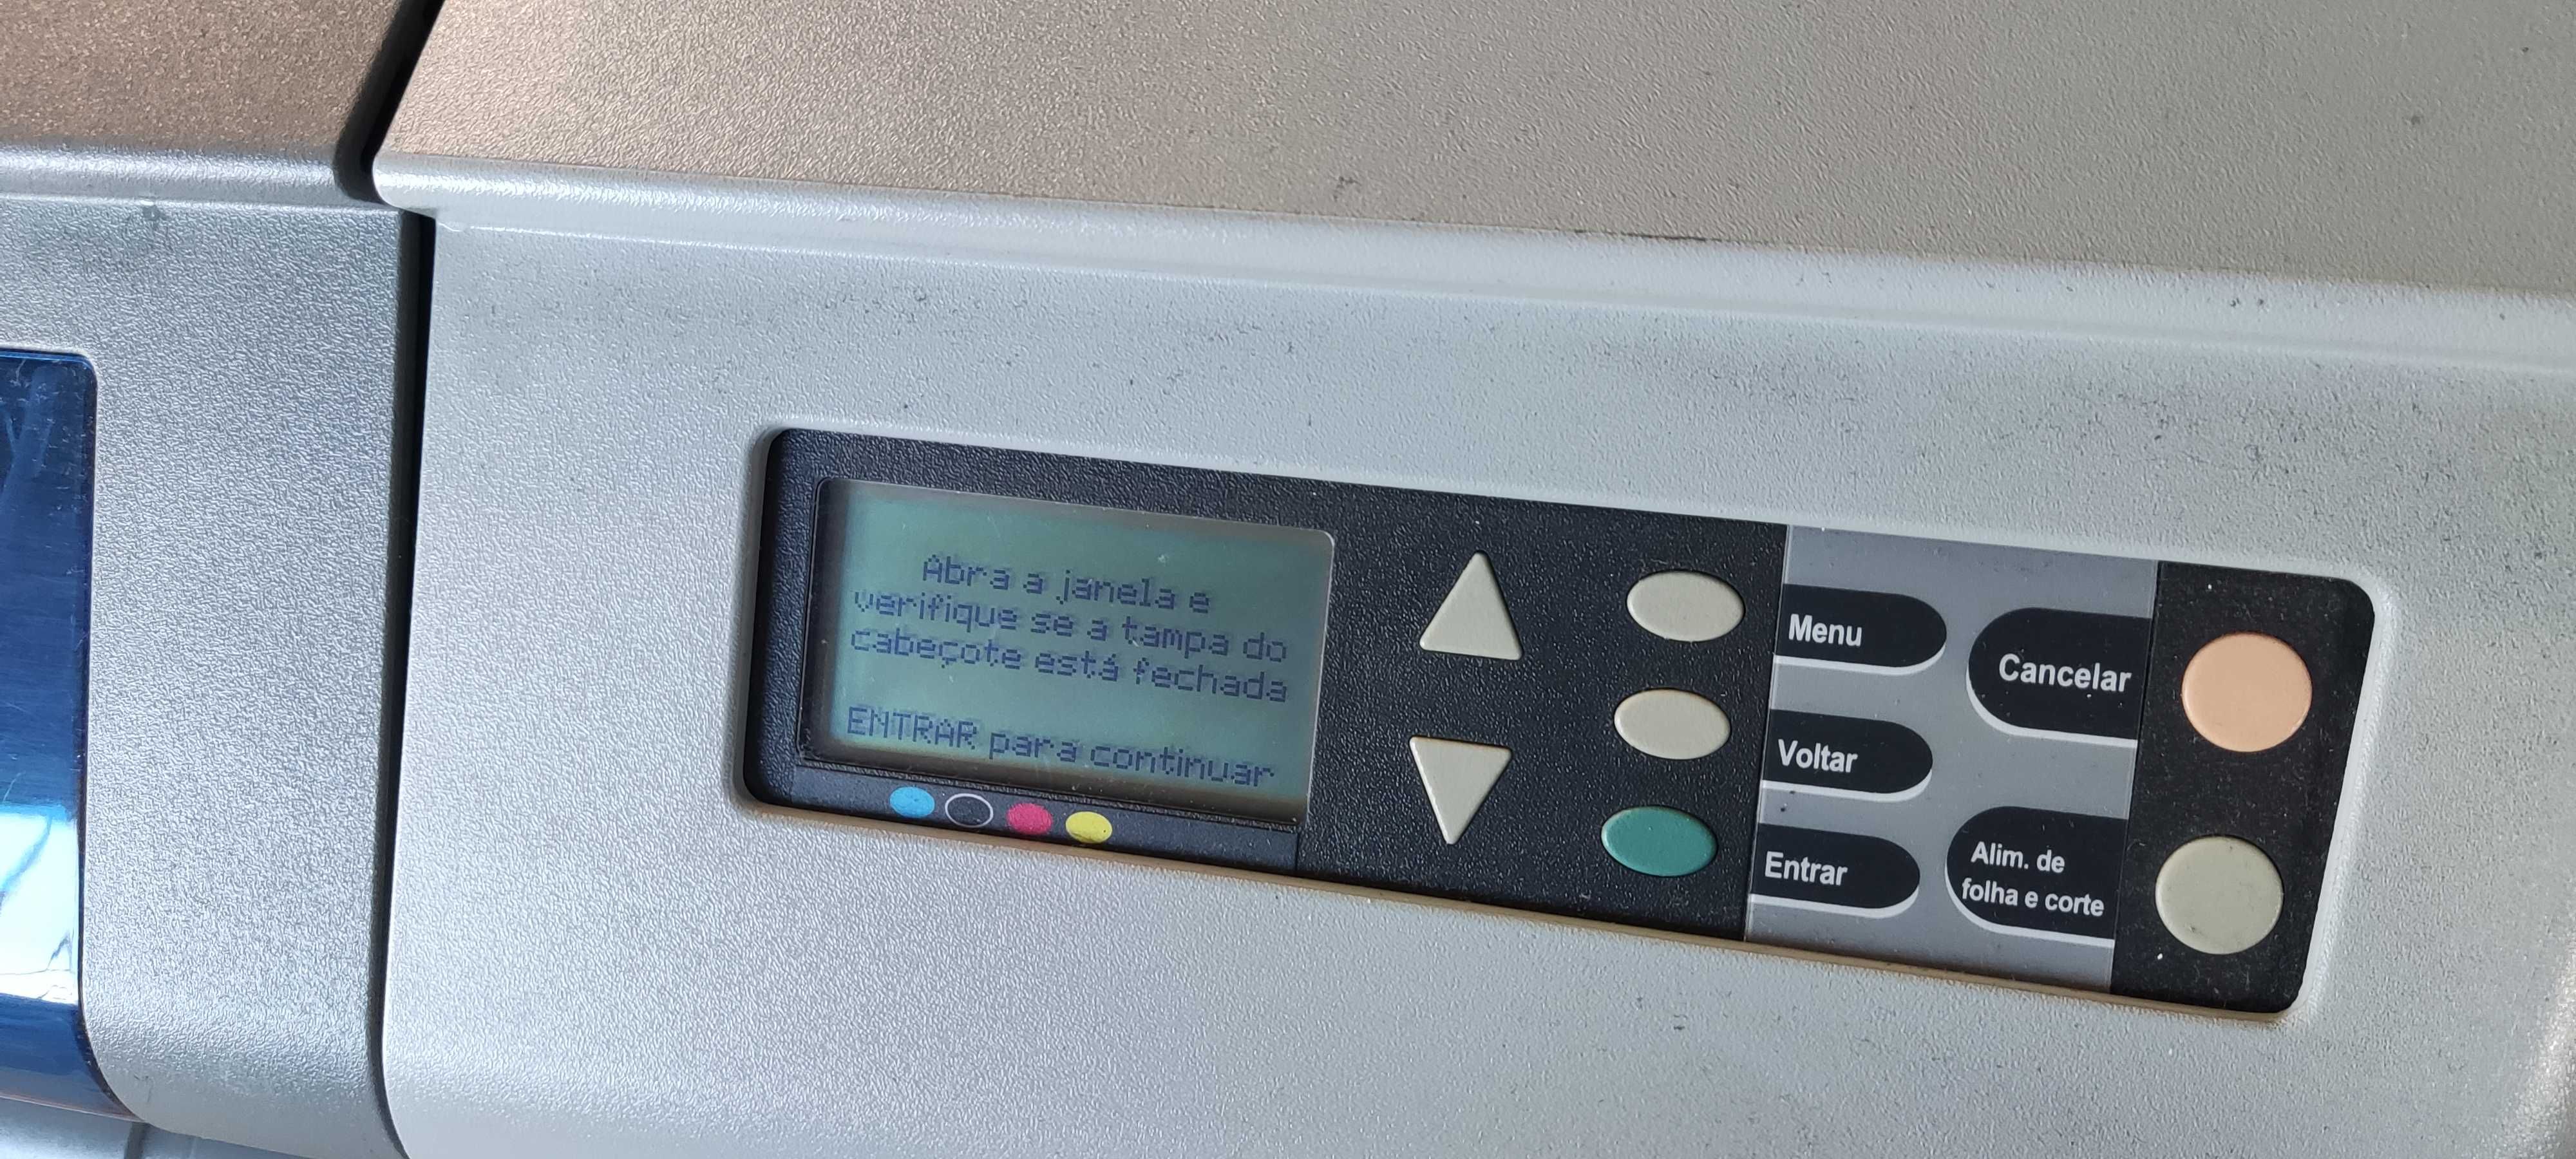 Abra a janela e
verifique se a tampa do
cabeçote está fechada
ENTRAR para continuar
Menu
Cancelar
Voltar
Entrar
Alim. de
folha e corte